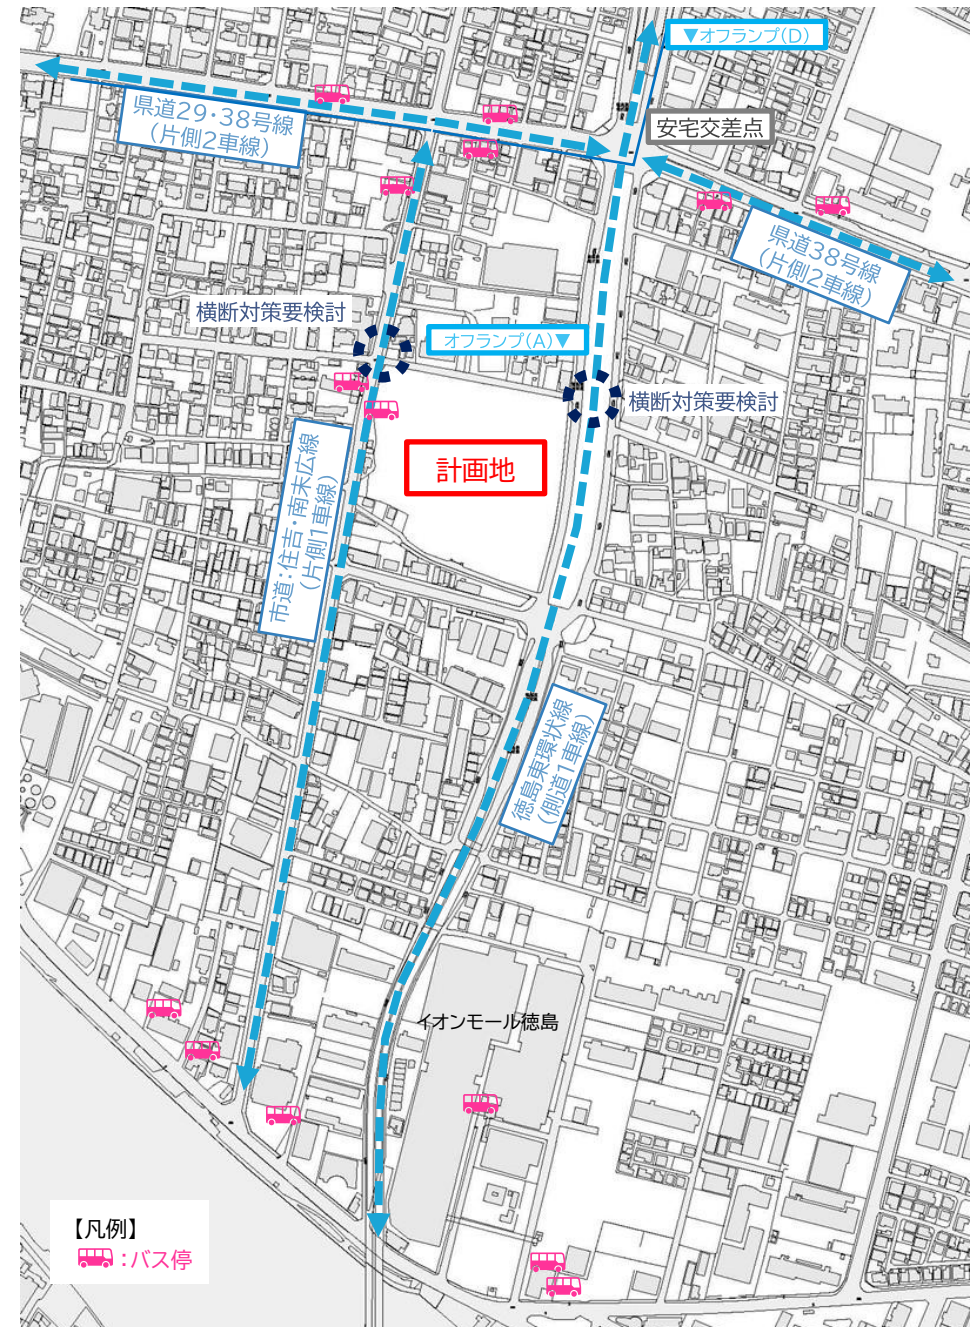 ▼オフランプ(D)
県道29・38号線
(片側2車線)
安宅交差点
県道38号線
(片側2車線)
横断対策要検討
オフランプ(A)▼
横断対策要検討
計画地
市道:住吉・南末広線
(片側1車線)
徳島東環状線
(側道1車線)
イオンモール徳島
【凡例】
:バス停